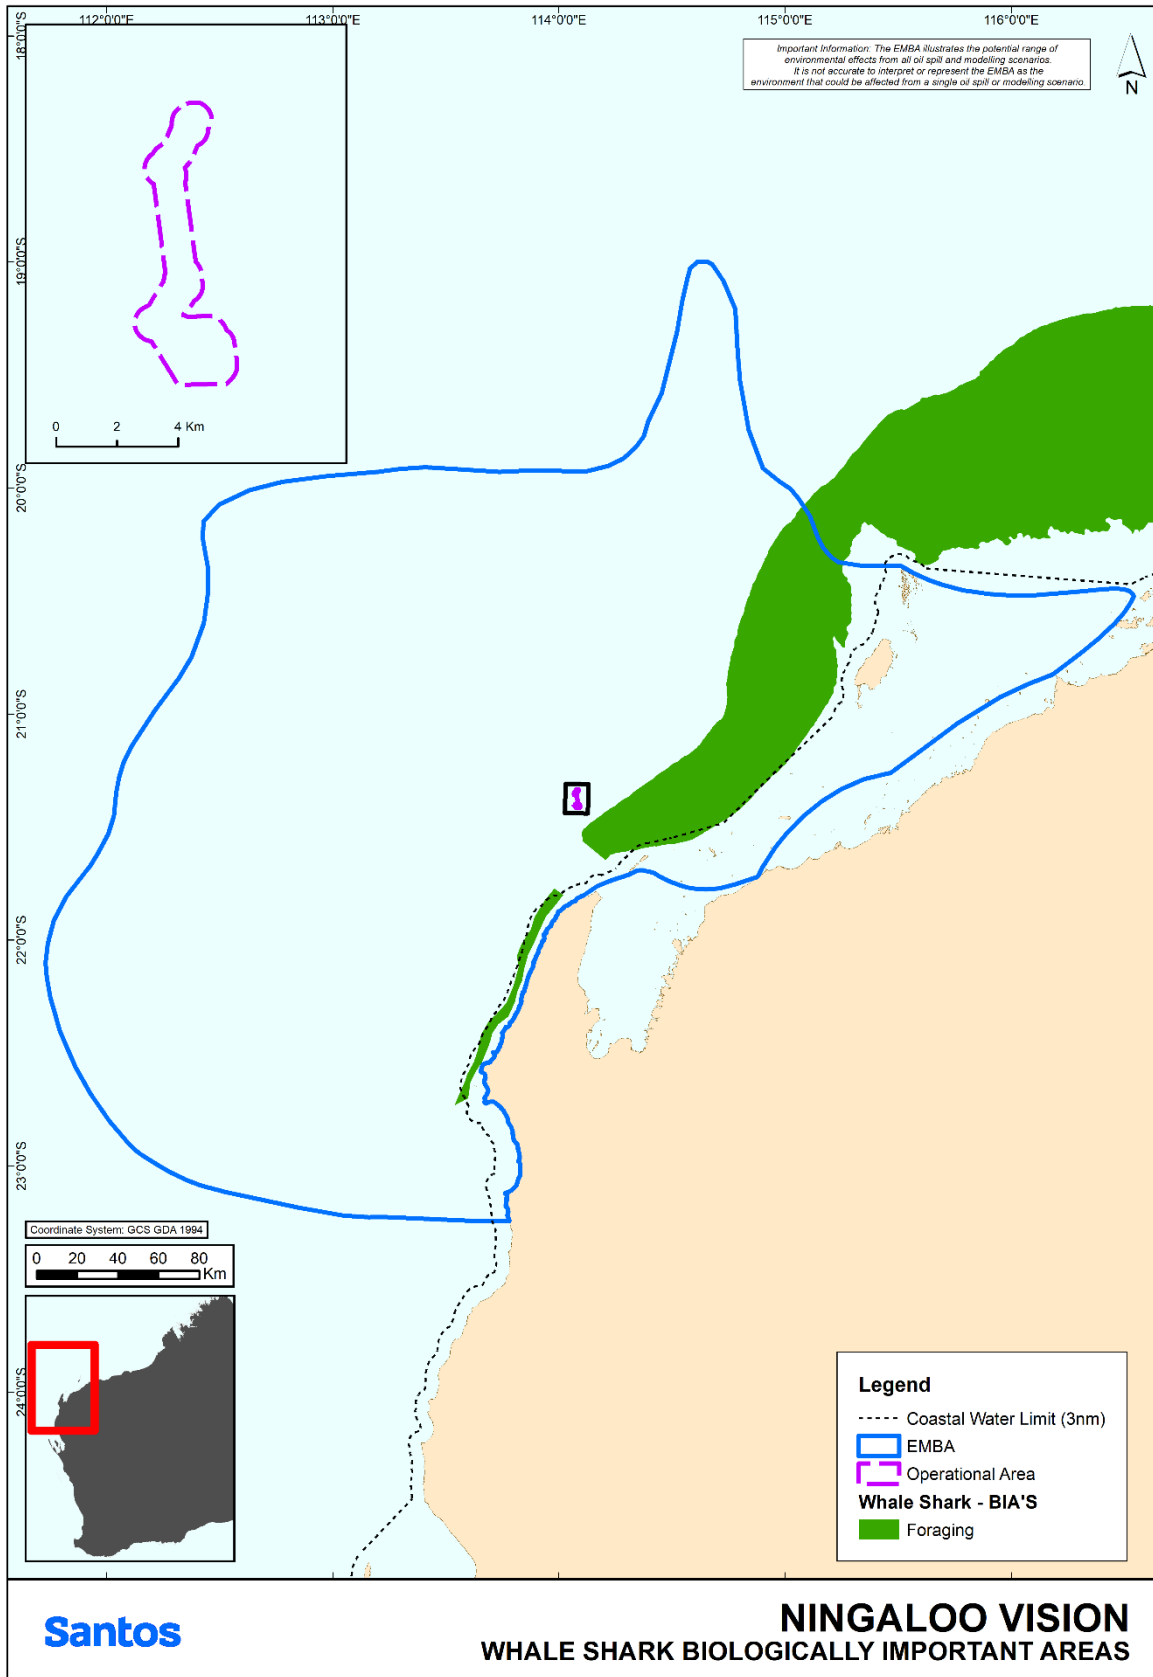 112°0'0"E
113°0'0"E
114°0'0"E
115°0'0"E
116°0'0"E
18°0'0"S
19°0'0"S
20°0'0"S
21°0'0"S
22°0'0"S
23°0'0"S
24°0'0"S
Important Information: The EMBA illustrates the potential range of
environmental effects from all oil spill and modelling scenarios.
It is not accurate to interpret or represent the EMBA as the
environment that could be affected from a single oil spill or modelling scenario.
N
0 2 4 Km
Coordinate System: GCS GDA 1994
0 20 40 60 80
Km
Legend
Coastal Water Limit (3nm)
EMBA
Operational Area
Whale Shark - BIA'S
Foraging
Santos
NINGALOO VISION
WHALE SHARK BIOLOGICALLY IMPORTANT AREAS